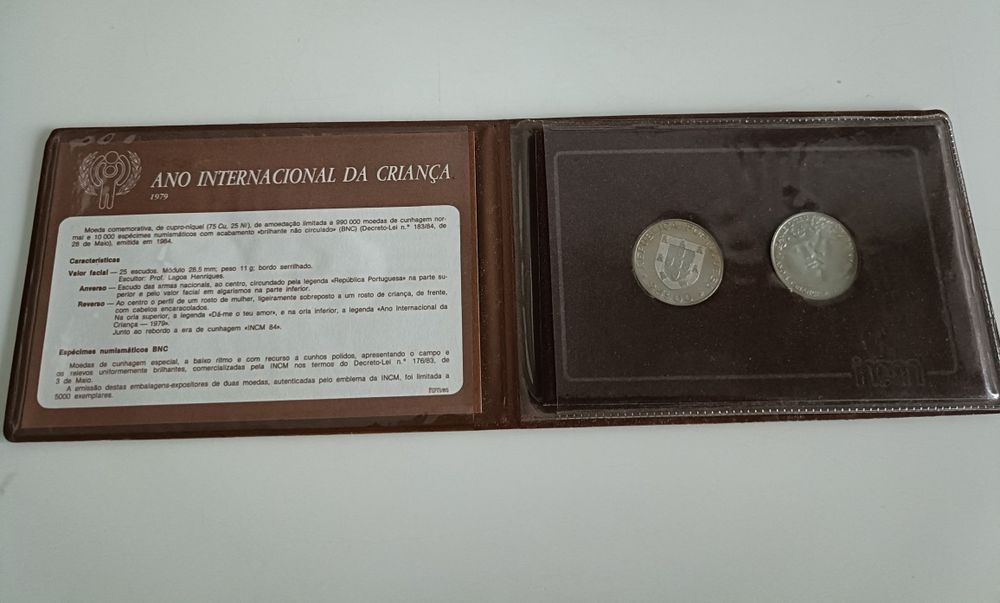 ANO INTERNACIONAL DA CRIANÇA
1979
Moeda comemorativa, de cupro-níquel (75 Cu, 25 Ni), de amoedação limitada a 990 000 moedas de cunhagem nor-
mal e 10 000 espécimes numismáticos com acabamento «brilhante não circulado» (BNC) (Decreto-Lei n.º 183/84, de
28 de Maio), emitida em 1984.
Características
Valor facial — 25 escudos. Módulo 28,5 mm; peso 11 g; bordo serrilhado.
Escultor: Prof. Lagoa Henriques.
Anverso — Escudo das armas nacionais, ao centro, circundado pela legenda «República Portuguesa» na parte su-
perior e pelo valor facial em algarismos na parte inferior.
Reverso — Ao centro o perfil de um rosto de mulher, ligeiramente sobreposto a um rosto de criança, de frente,
com cabelos encaracolados.
Na orla superior, a legenda «Dá-me o teu amor», e na orla inferior, a legenda «Ano Internacional da
Criança — 1979».
Junto ao rebordo a era de cunhagem «INCM 84».
Espécimes numismáticos BNC
Moedas de cunhagem especial, a baixo ritmo e com recurso a cunhos polidos, apresentando o campo e
os relevos uniformemente brilhantes, comercializadas pela INCM nos termos do Decreto-Lei n.º 176/83, de
3 de Maio.
A emissão destas embalagens-expositores de duas moedas, autenticadas pelo emblema da INCM, foi limitada a
5000 exemplares.